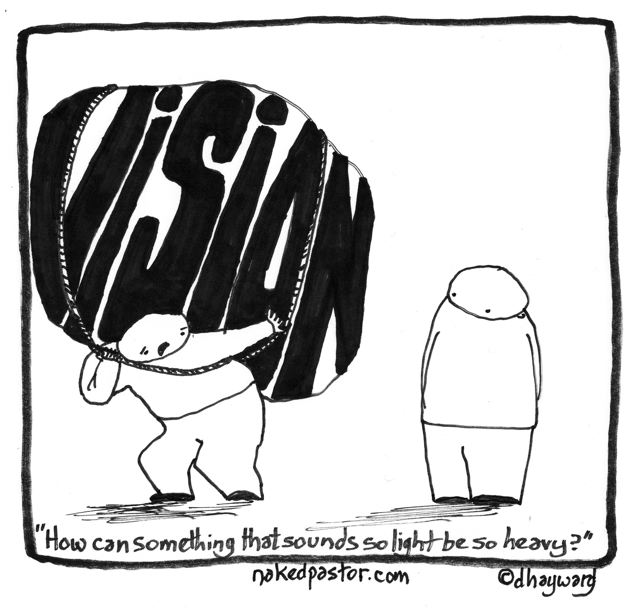 ViSiON
"How can something that sounds so light be so heavy?"
nakedpastor.com
©dhayward